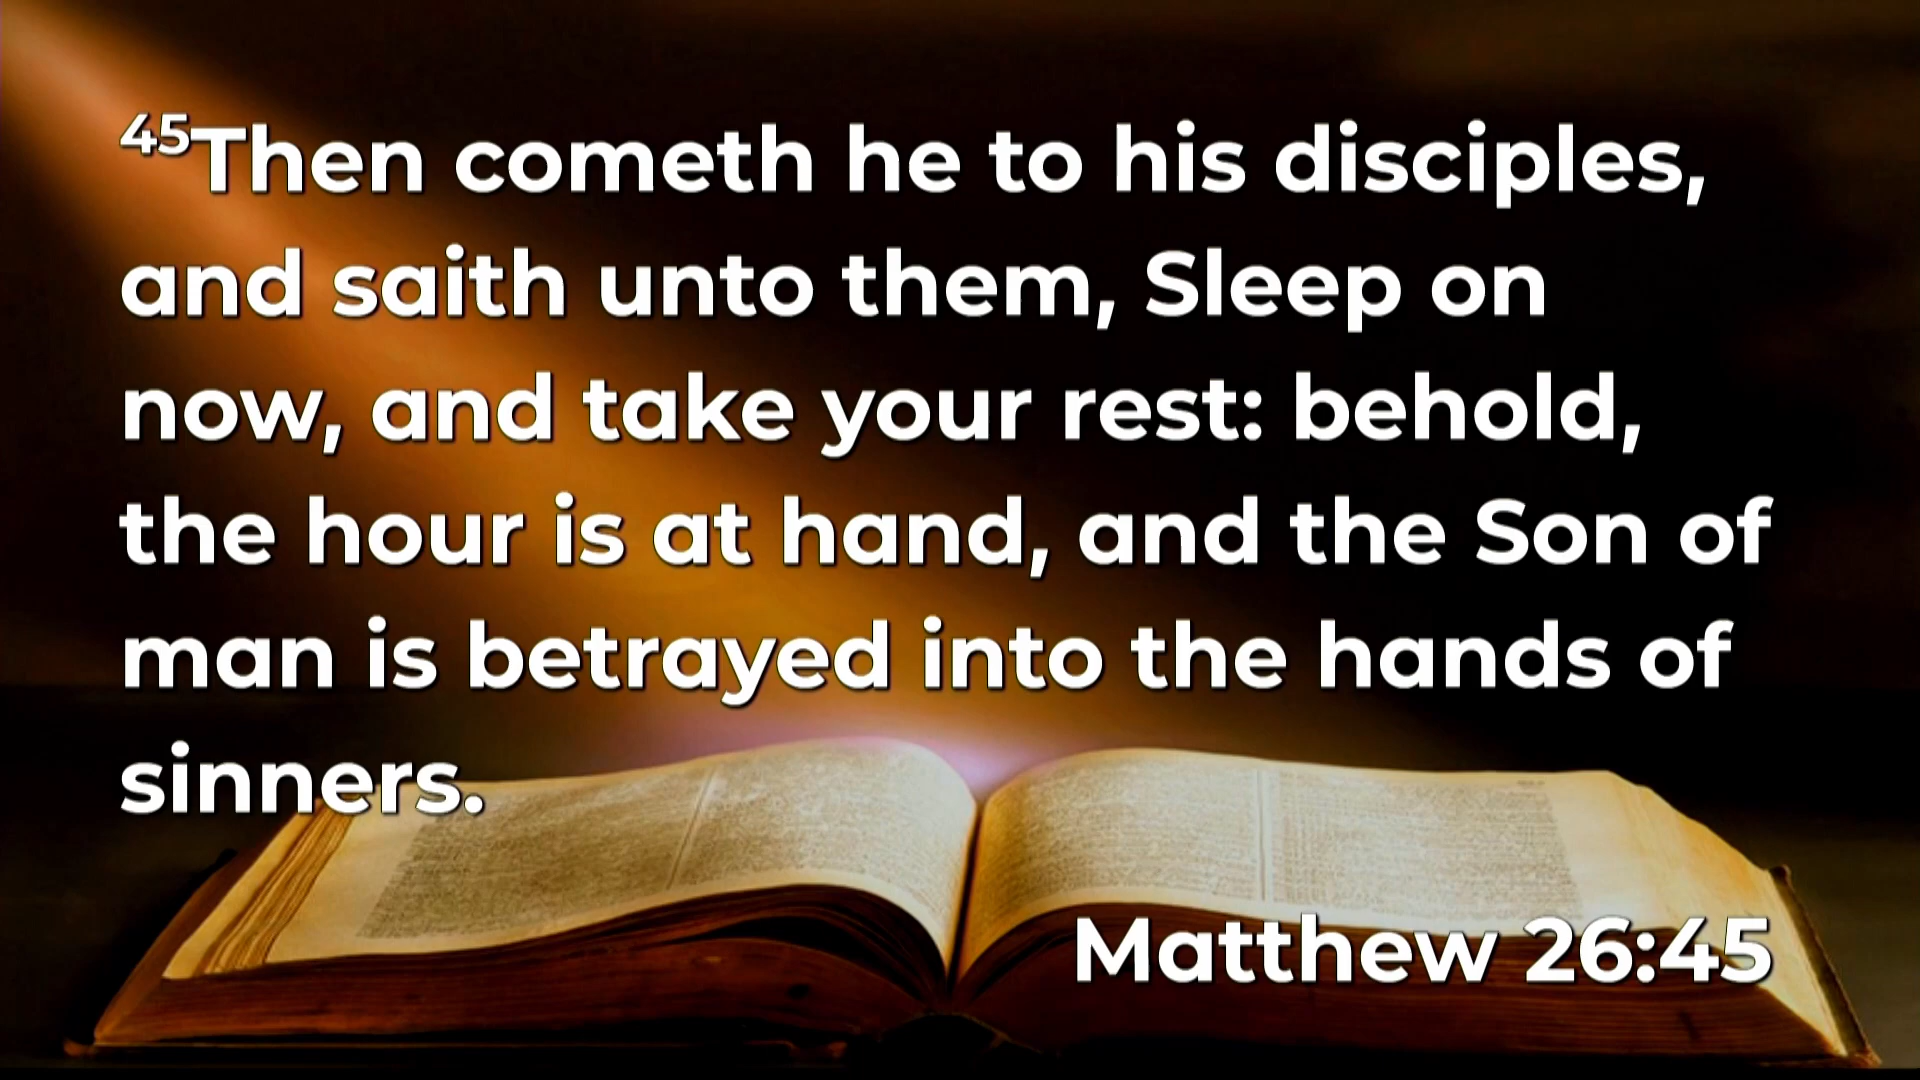 45Then cometh he to his disciples,
and saith unto them, Sleep on
now, and take your rest: behold,
the hour is at hand, and the Son of
man is betrayed into the hands of
sinners.
Matthew 26:45